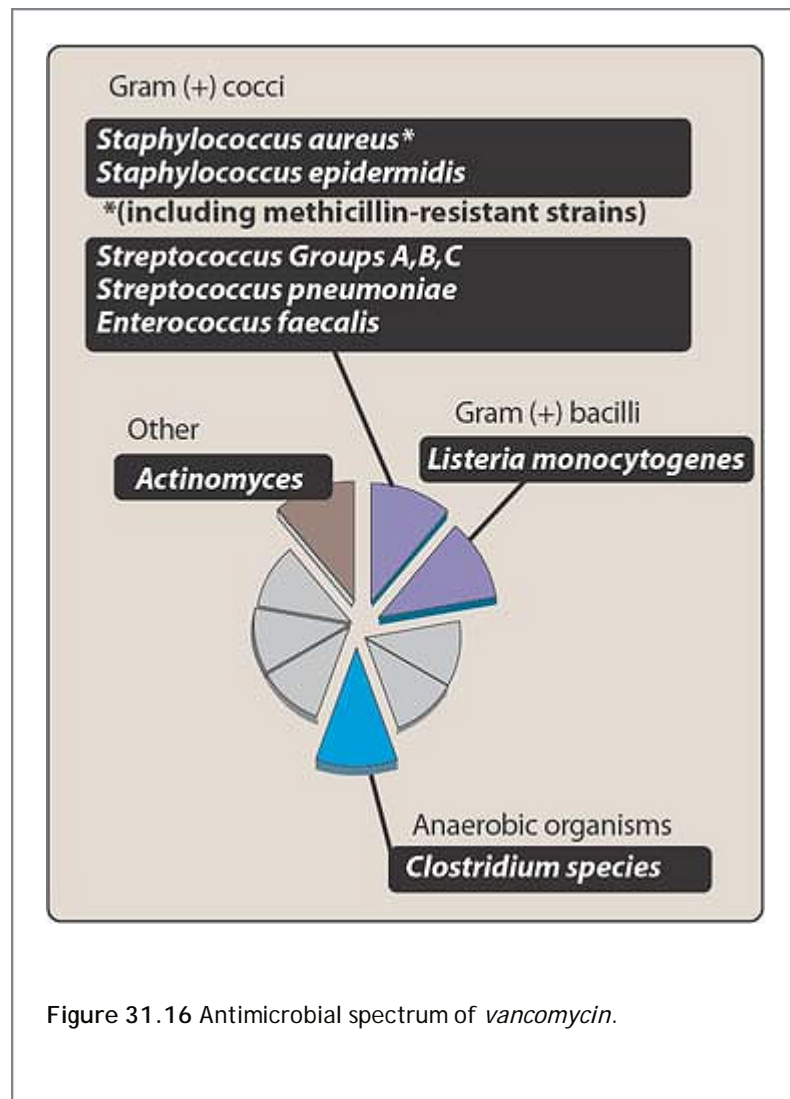 Gram (+) cocci
Staphylococcus aureus*
Staphylococcus epidermidis
*(including methicillin-resistant strains)
Streptococcus Groups A,B,C
Streptococcus pneumoniae
Enterococcus faecalis
Other
Actinomyces
Gram (+) bacilli
Listeria monocytogenes
Anaerobic organisms
Clostridium species
Figure 31.16 Antimicrobial spectrum of vancomycin.